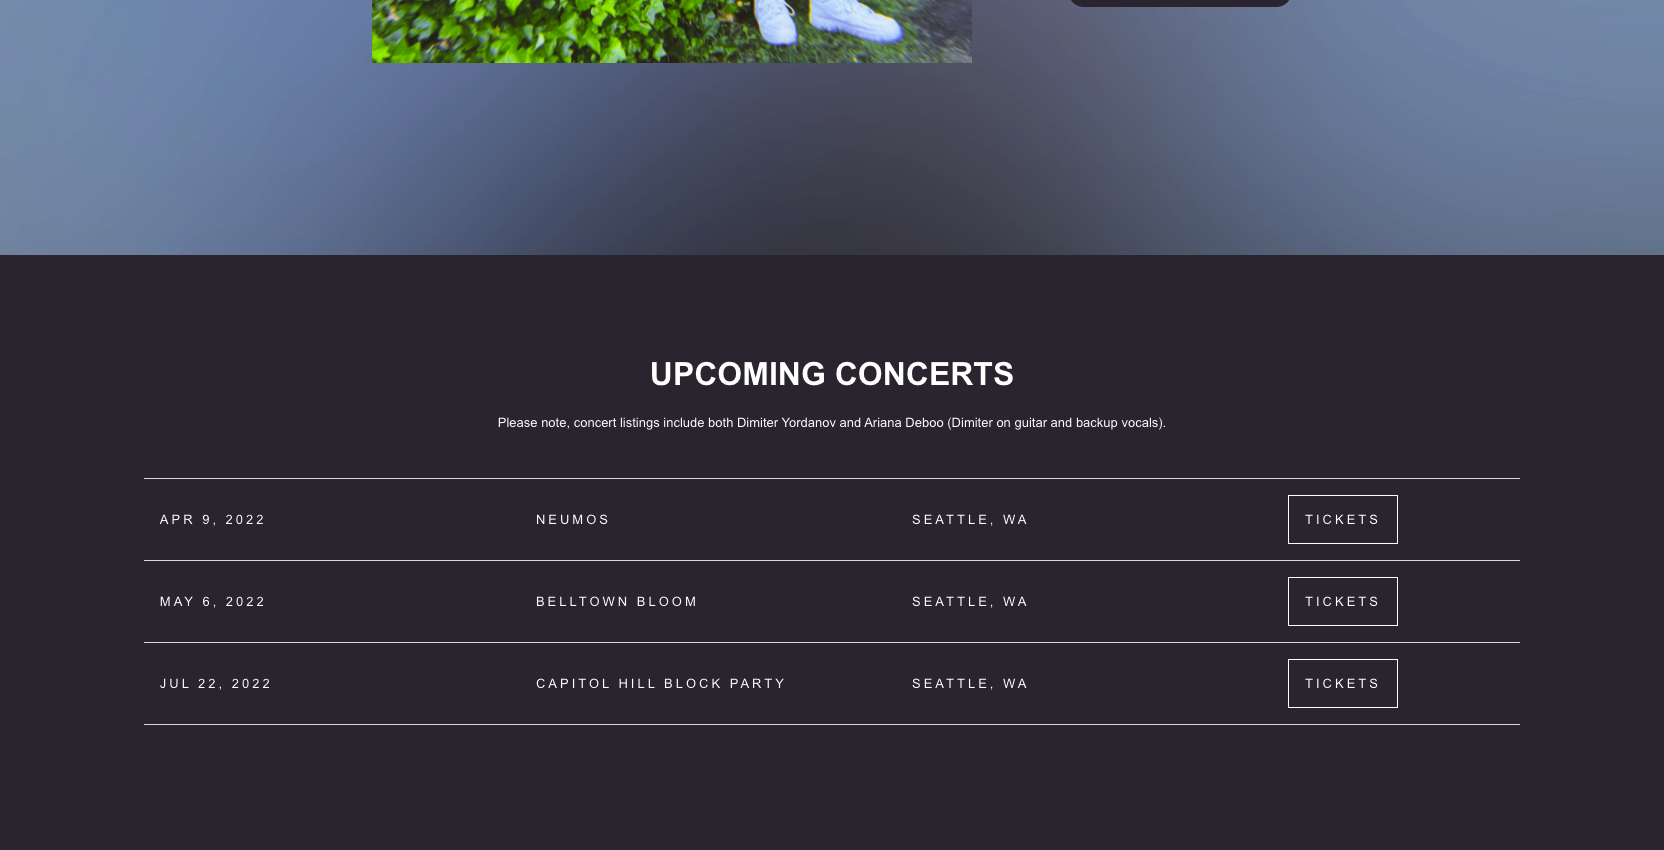 UPCOMING CONCERTS
Please note, concert listings include both Dimiter Yordanov and Ariana Deboo (Dimiter on guitar and backup vocals).
APR 9, 2022 NEUMOS SEATTLE, WA TICKETS
MAY 6, 2022 BELLTOWN BLOOM SEATTLE, WA TICKETS
JUL 22, 2022 CAPITOL HILL BLOCK PARTY SEATTLE, WA TICKETS